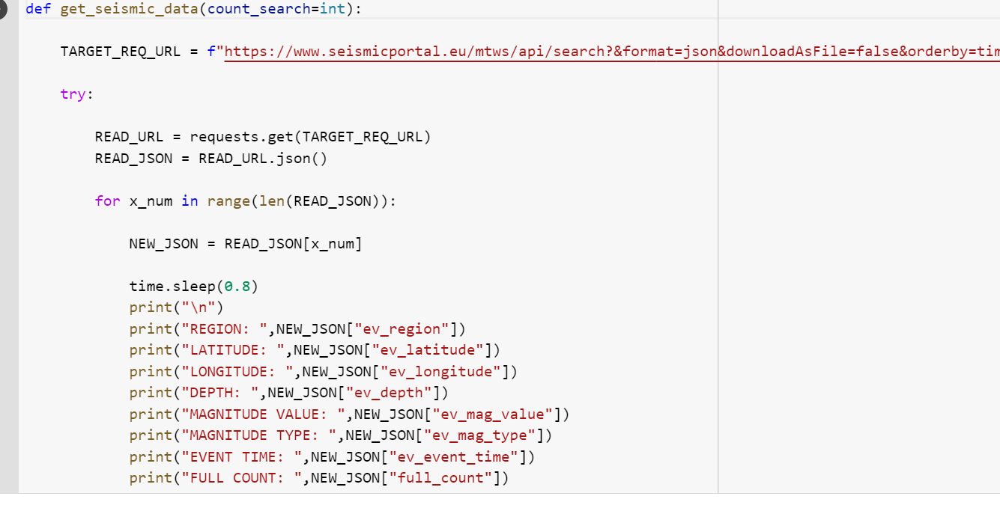 def get_seismic_data(count_search=int):
TARGET_REQ_URL = f"https://www.seismicportal.eu/mtws/api/search?&format=json&downloadAsFile=false&orderby=tim
try:
READ_URL = requests.get(TARGET_REQ_URL)
READ_JSON = READ_URL.json()
for x_num in range(len(READ_JSON)):
NEW_JSON = READ_JSON[x_num]
time.sleep(0.8)
print("\n")
print("REGION: ",NEW_JSON["ev_region"])
print("LATITUDE: ",NEW_JSON["ev_latitude"])
print("LONGITUDE: ",NEW_JSON["ev_longitude"])
print("DEPTH: ",NEW_JSON["ev_depth"])
print("MAGNITUDE VALUE: ",NEW_JSON["ev_mag_value"])
print("MAGNITUDE TYPE: ",NEW_JSON["ev_mag_type"])
print("EVENT TIME: ",NEW_JSON["ev_event_time"])
print("FULL COUNT: ",NEW_JSON["full_count"])